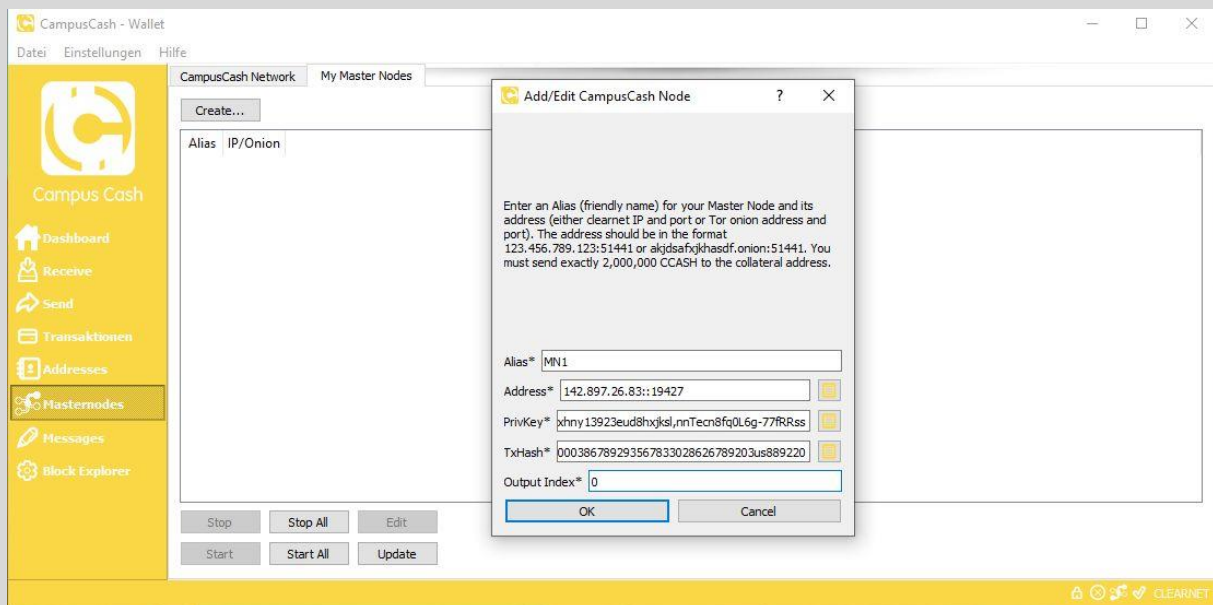 CampusCash - Wallet
Datei Einstellungen Hilfe
CampusCash Network My Master Nodes
Create...
Alias IP/Onion
Campus Cash
Dashboard
Receive
Send
Transaktionen
Addresses
Masternodes
Messages
Block Explorer
Stop Stop All Edit
Start Start All Update
Add/Edit CampusCash Node ?
Enter an Alias (friendly name) for your Master Node and its
address (either clearnet IP and port or Tor onion address and
port). The address should be in the format
123.456.789.123:51441 or akjdsafxjkhasdf.onion:51441. You
must send exactly 2,000,000 CCASH to the collateral address.
Alias* MN1
Address* 142.897.26.83::19427
PrivKey* xhny13923eud8hxjksl,nnTecn8fq0L6g-77fRRss
TxHash* 000386789293567833028626789203us889220
Output Index* 0
OK Cancel
CLEARNET